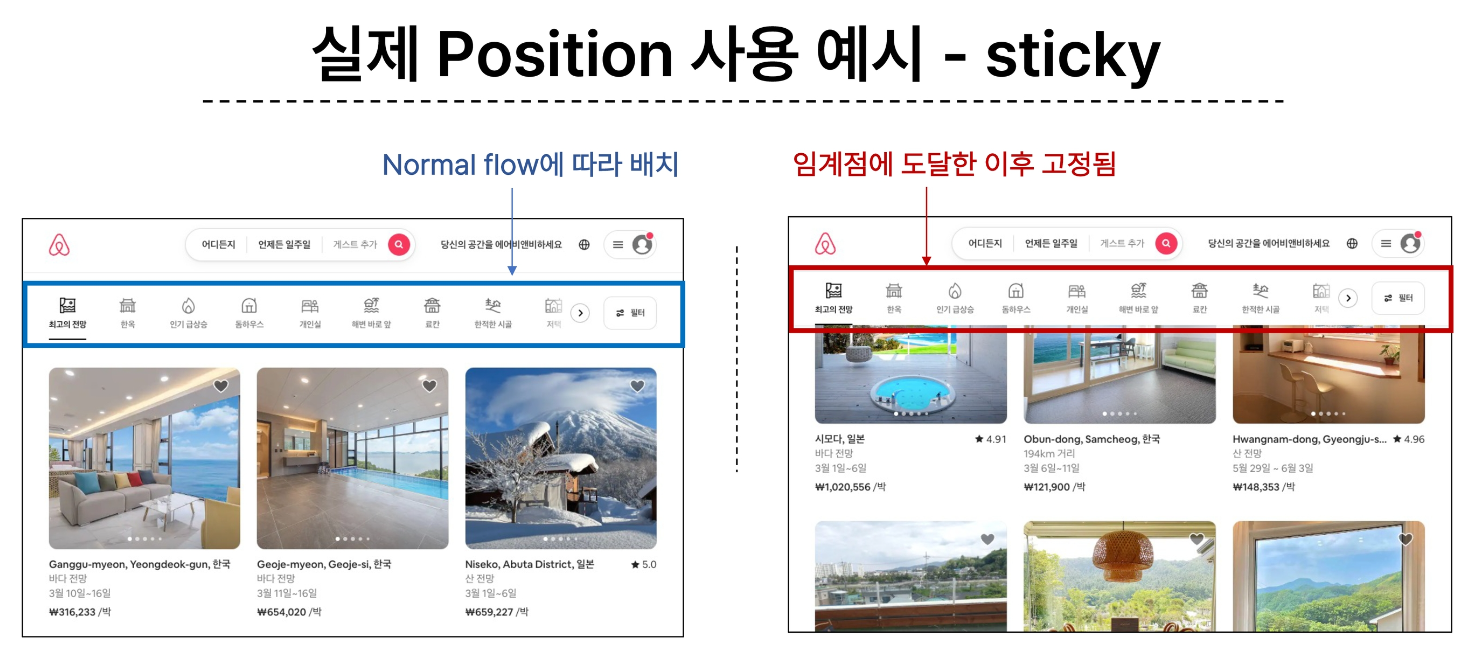 실제 Position 사용 예시 - sticky
Normal flow에 따라 배치
어디든지 언제든 일주일 게스트 추가 당신의 공간을 에어비앤비하세요
최고의 전망 한옥 인기 급상승 돔하우스 개인실 해변 바로 앞 료칸 한적한 시골 저택 필터
Ganggu-myeon, Yeongdeok-gun, 한국
바다 전망
3월 10일~16일
₩316,233 /박
Geoje-myeon, Geoje-si, 한국
바다 전망
3월 11일~16일
₩654,020 /박
Niseko, Abuta District, 일본 ★ 5.0
산 전망
3월 1일~6일
₩659,227 /박
임계점에 도달한 이후 고정됨
어디든지 언제든 일주일 게스트 추가 당신의 공간을 에어비앤비하세요
최고의 전망 한옥 인기 급상승 돔하우스 개인실 해변 바로 앞 료칸 한적한 시골 저택 필터
시모다, 일본 ★ 4.91
바다 전망
3월 1일~6일
₩1,020,556 /박
Obun-dong, Samcheog, 한국
194km 거리
3월 6일~11일
₩121,900 /박
Hwangnam-dong, Gyeongju-s... ★ 4.96
산 전망
5월 29일 ~ 6월 3일
₩148,353 /박